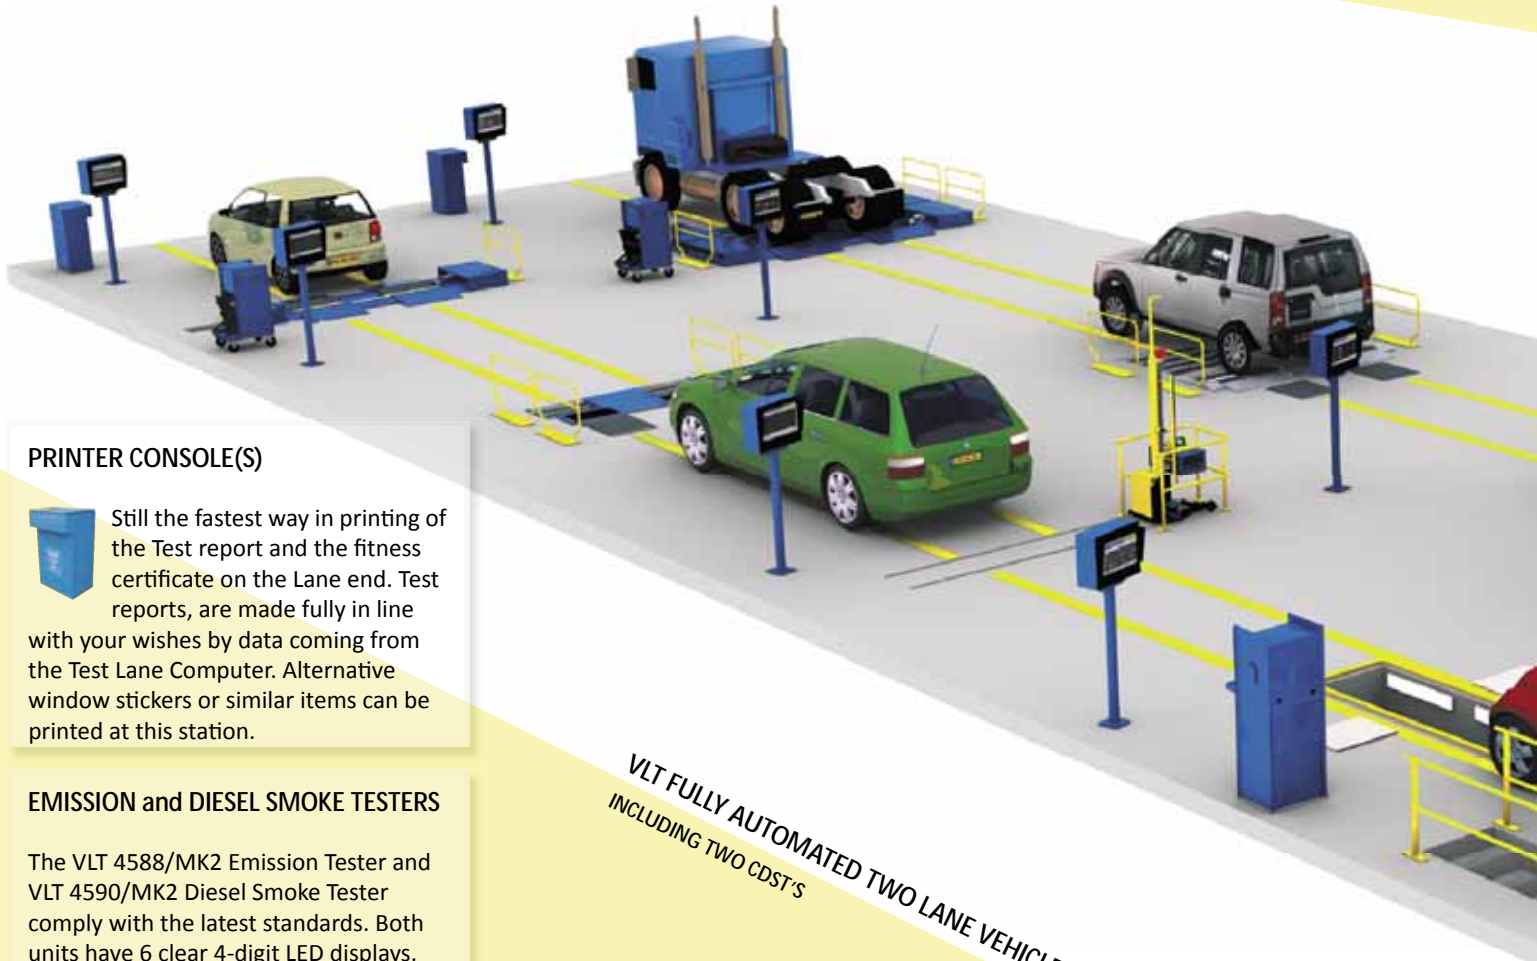 PRINTER CONSOLE(S)
Still the fastest way in printing of
the Test report and the fitness
certificate on the Lane end. Test
reports, are made fully in line
with your wishes by data coming from
the Test Lane Computer. Alternative
window stickers or similar items can be
printed at this station.
EMISSION and DIESEL SMOKE TESTERS
The VLT 4588/MK2 Emission Tester and
VLT 4590/MK2 Diesel Smoke Tester
comply with the latest standards. Both
units have 6 clear 4-digit LED displays.
VLT FULLY AUTOMATED TWO LANE VEHICLE
INCLUDING TWO CDST'S